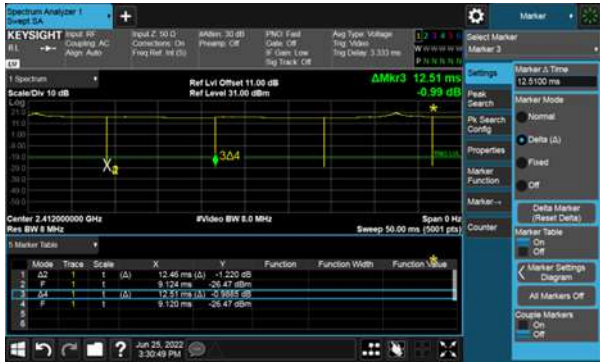 Spectrum Analyzer 1
Swept SA
Marker
KEYSIGHT
Input: RF
Coupling: AC
Align: Auto
Input Z: 50 Ω
Corrections: On
Freq Ref: Int (S)
#Atten: 30 dB
Preamp: Off
PNO: Fast
Gate: Off
IF Gain: Low
Sig Track: Off
Avg Type: Voltage
Trig: Video
Trig Delay: 3.333 ms
1 2 3 4 5 6
Select Marker
Marker 3
1 Spectrum
Scale/Div 10 dB
Log
Ref Lvl Offset 11.00 dB
Ref Level 31.00 dBm
ΔMkr3 12.51 ms
-0.99 dB
3Δ4
Center 2.412000000 GHz
Res BW 8 MHz
#Video BW 8.0 MHz
Span 0 Hz
Sweep 50.00 ms (5001 pts)
5 Marker Table
Mode Trace Scale X Y Function Function Width Function Value
1 Δ2 1 t (Δ) 12.46 ms (Δ) -1.220 dB
2 F 1 t 9.124 ms -26.47 dBm
3 Δ4 1 t (Δ) 12.51 ms (Δ) -0.9885 dB
4 F 1 t 9.120 ms -26.47 dBm
5
6
Settings
Peak
Search
Pk Search
Config
Properties
Marker
Function
Marker→
Counter
Marker Δ Time
12.5100 ms
Marker Mode
Normal
Delta (Δ)
Fixed
Off
Delta Marker
(Reset Delta)
Marker Table
On
Off
Marker Settings
Diagram
All Markers Off
Couple Markers
On
Off
Jun 25, 2022
3:30:49 PM